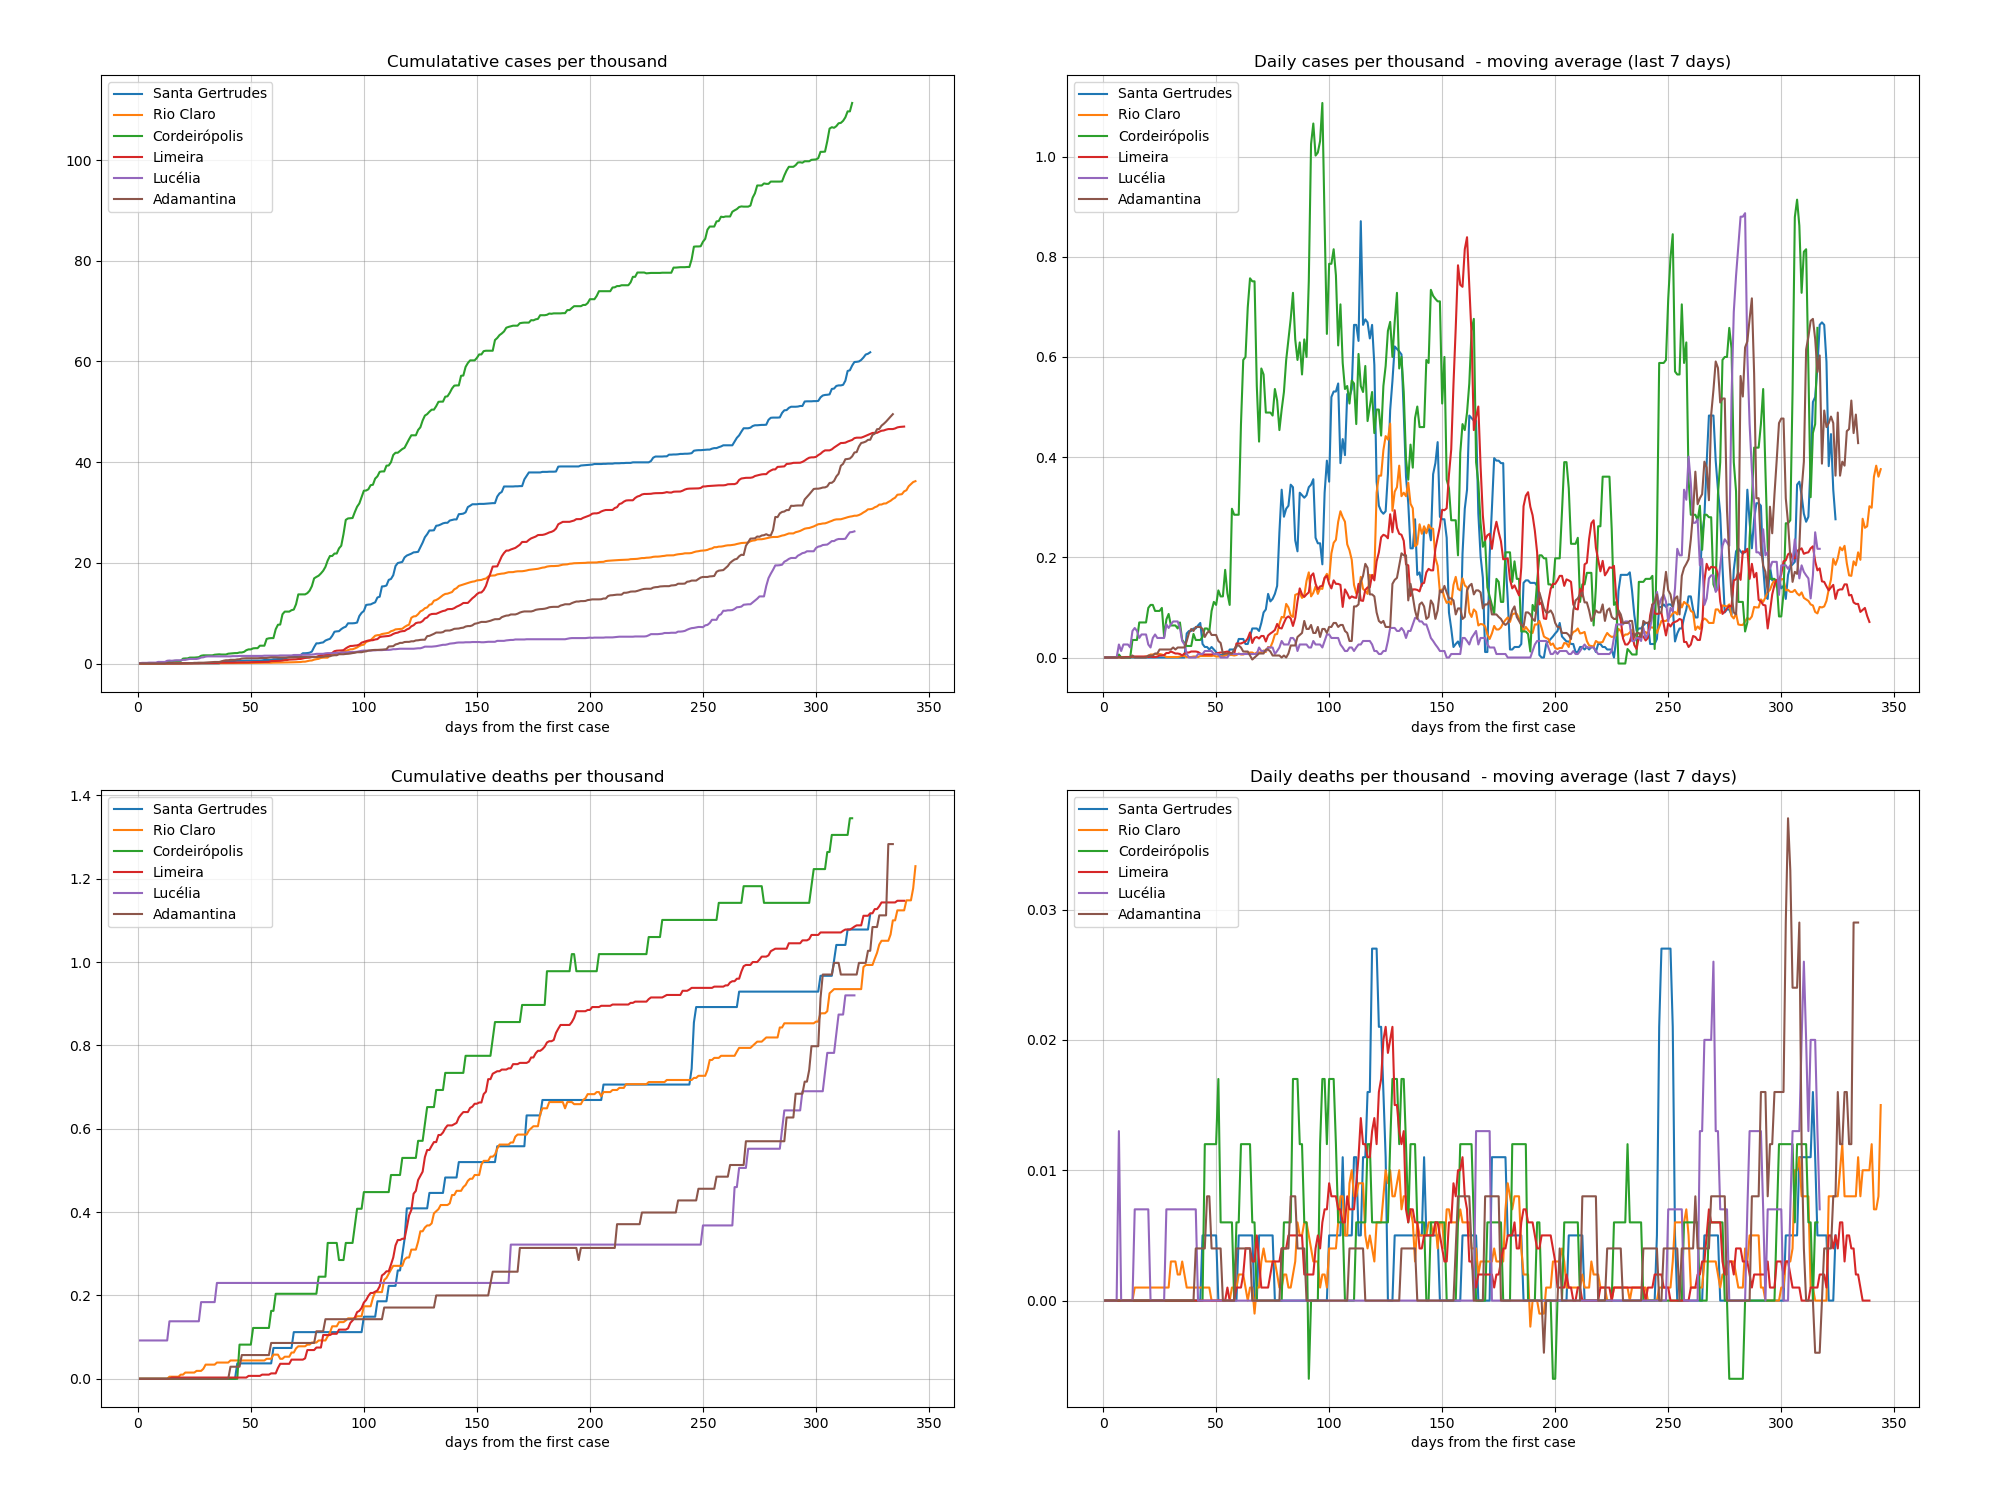 Cumulatative cases per thousand
Santa Gertrudes
Rio Claro
Cordeirópolis
Limeira
Lucélia
Adamantina
100
80
60
40
20
0
0 50 100 150 200 250 300 350
days from the first case
Daily cases per thousand - moving average (last 7 days)
Santa Gertrudes
Rio Claro
Cordeirópolis
Limeira
Lucélia
Adamantina
1.0
0.8
0.6
0.4
0.2
0.0
0 50 100 150 200 250 300 350
days from the first case
Cumulative deaths per thousand
Santa Gertrudes
Rio Claro
Cordeirópolis
Limeira
Lucélia
Adamantina
1.4
1.2
1.0
0.8
0.6
0.4
0.2
0.0
0 50 100 150 200 250 300 350
days from the first case
Daily deaths per thousand - moving average (last 7 days)
Santa Gertrudes
Rio Claro
Cordeirópolis
Limeira
Lucélia
Adamantina
0.03
0.02
0.01
0.00
0 50 100 150 200 250 300 350
days from the first case